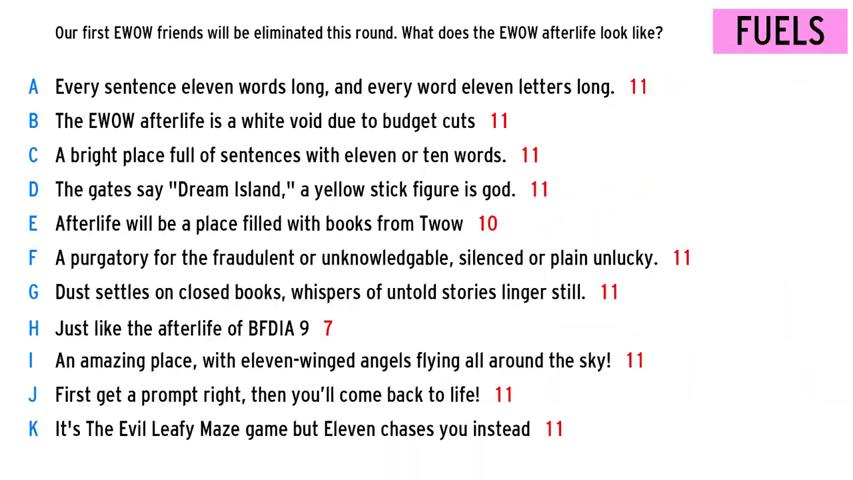 Our first EWOW friends will be eliminated this round. What does the EWOW afterlife look like?
FUELS
A Every sentence eleven words long, and every word eleven letters long. 11
B The EWOW afterlife is a white void due to budget cuts 11
C A bright place full of sentences with eleven or ten words. 11
D The gates say "Dream Island," a yellow stick figure is god. 11
E Afterlife will be a place filled with books from Twow 10
F A purgatory for the fraudulent or unknowledgable, silenced or plain unlucky. 11
G Dust settles on closed books, whispers of untold stories linger still. 11
H Just like the afterlife of BFDIA 9 7
I An amazing place, with eleven-winged angels flying all around the sky! 11
J First get a prompt right, then you'll come back to life! 11
K It's The Evil Leafy Maze game but Eleven chases you instead 11